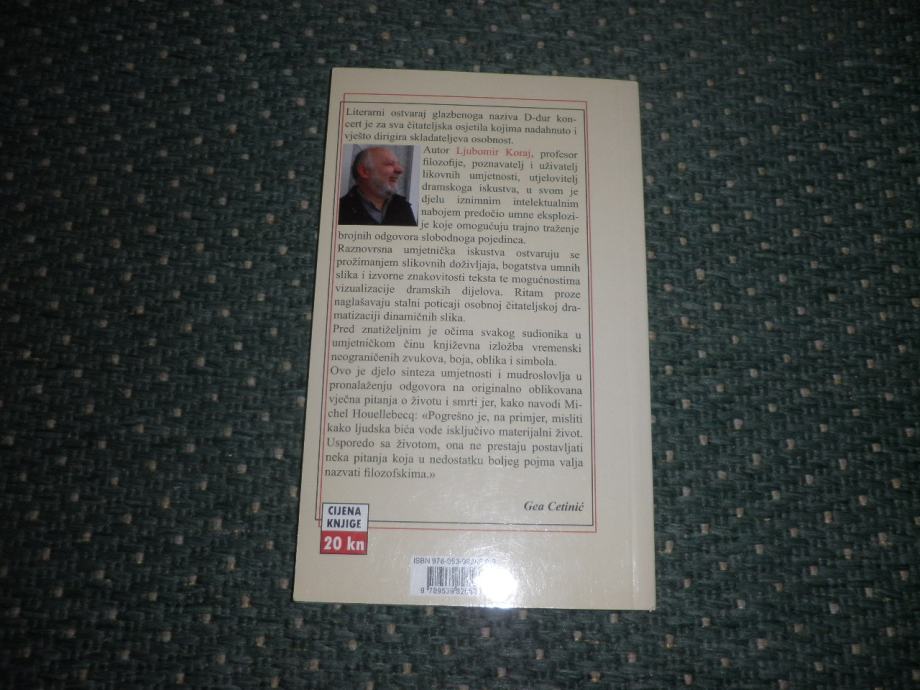 Literarni ostvaraj glazbenoga naziva D-dur kon-
cert je za sva čitateljska osjetila kojima nadahnuto i
vješto dirigira skladateljeva osobnost.
Autor Ljubomir Koraj, profesor
filozofije, poznavatelj i uživatelj
likovnih umjetnosti, utjelovitelj
dramskoga iskustva, u svom je
djelu iznimnim intelektualnim
nabojem predočio umne eksplozi-
je koje omogućuju trajno traženje
brojnih odgovora slobodnoga pojedinca.
Raznovrsna umjetnička iskustva ostvaruju se
prožimanjem slikovnih doživljaja, bogatstva umnih
slika i izvorne znakovitosti teksta te mogućnostima
vizualizacije dramskih dijelova. Ritam proze
naglašavaju stalni poticaji osobnoj čitateljskoj dra-
matizaciji dinamičnih slika.
Pred znatiželjnim je očima svakog sudionika u
umjetničkom činu književna izložba vremenski
neograničenih zvukova, boja, oblika i simbola.
Ovo je djelo sinteza umjetnosti i mudroslovlja u
pronalaženju odgovora na originalno oblikovana
vječna pitanja o životu i smrti jer, kako navodi Mi-
chel Houellebecq: «Pogrešno je, na primjer, misliti
kako ljudska bića vode isključivo materijalni život.
Usporedo sa životom, ona ne prestaju postavljati
neka pitanja koja u nedostatku boljeg pojma valja
nazvati filozofskima.»
Gea Cetinić
CIJENA
KNJIGE
20 kn
ISBN